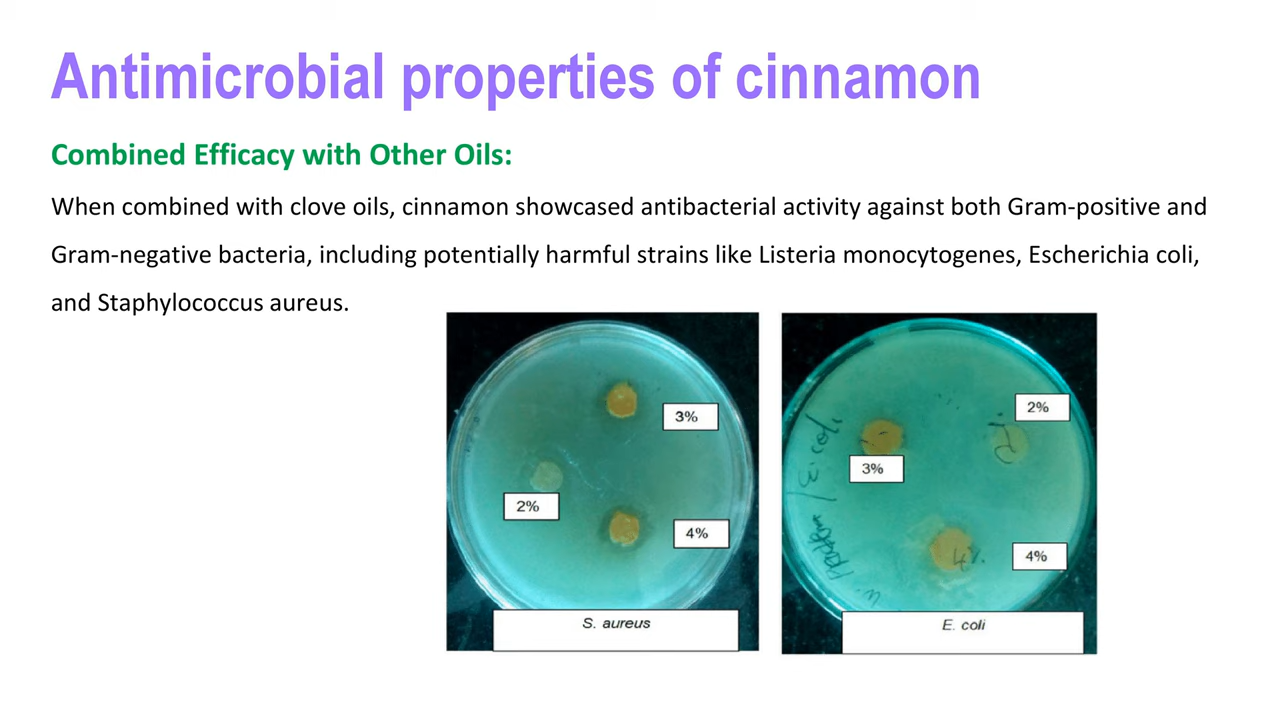 Antimicrobial properties of cinnamon
Combined Efficacy with Other Oils:
When combined with clove oils, cinnamon showcased antibacterial activity against both Gram-positive and
Gram-negative bacteria, including potentially harmful strains like Listeria monocytogenes, Escherichia coli,
and Staphylococcus aureus.
3%
2%
4%
S. aureus
2%
3%
4%
E. coli
E. coli
4%